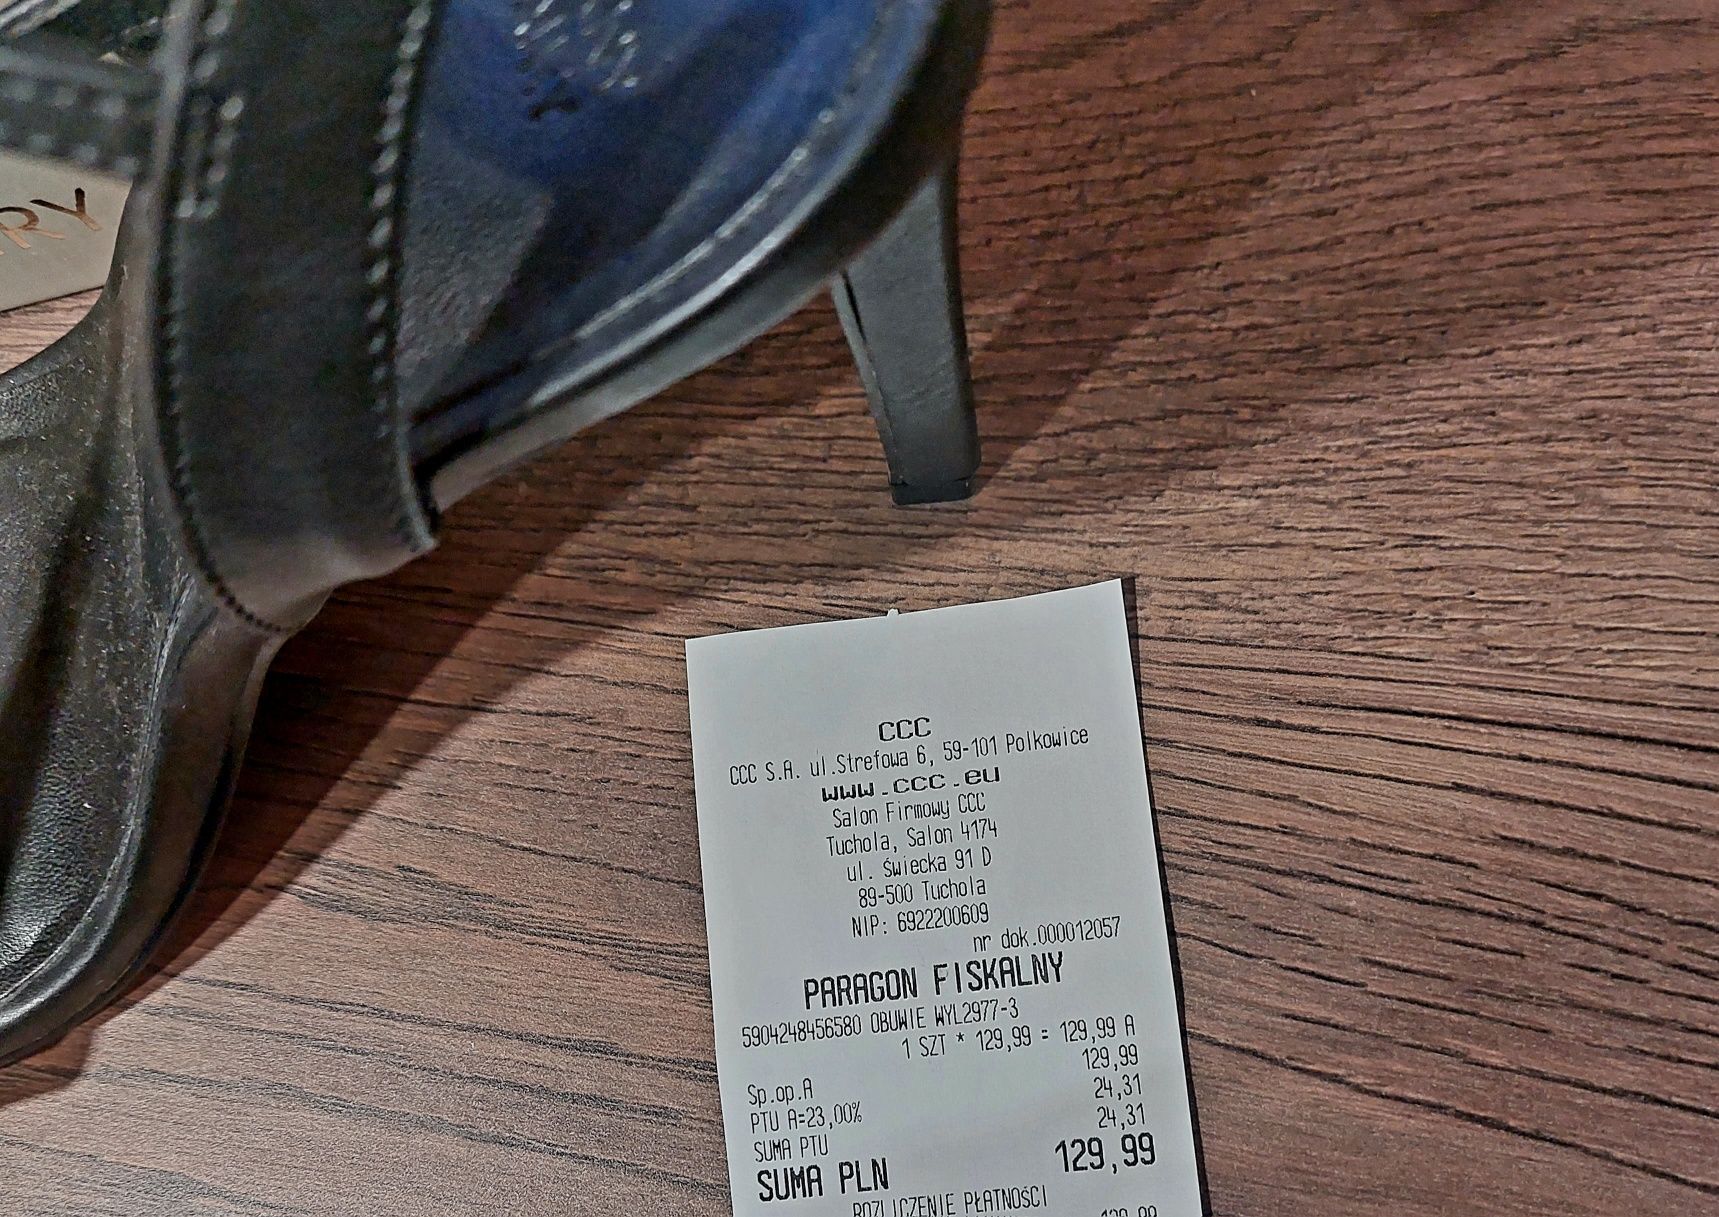 RY
CCC
CCC S.A. ul.Strefowa 6, 59-101 Polkowice
www.ccc.eu
Salon Firmowy CCC
Tuchola, Salon 4174
ul. Świecka 91 D
89-500 Tuchola
NIP: 6922200609
nr dok.000012057
PARAGON FISKALNY
5904248456580 OBUWIE WYL2977-3
1 SZT * 129,99 = 129,99 A
Sp.op.A 129,99
PTU A=23,00% 24,31
SUMA PTU 24,31
SUMA PLN 129,99
ROZLICZENIE PŁATNOŚCI
129,99